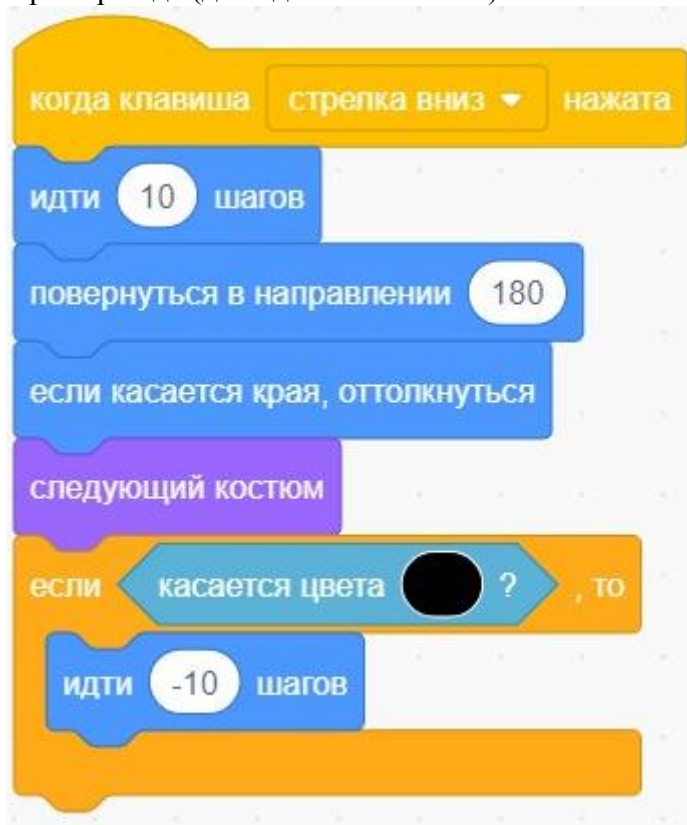 когда клавиша стрелка вниз нажата
идти 10 шагов
повернуться в направлении 180
если касается края, оттолкнуться
следующий костюм
если касается цвета ? , то
идти -10 шагов